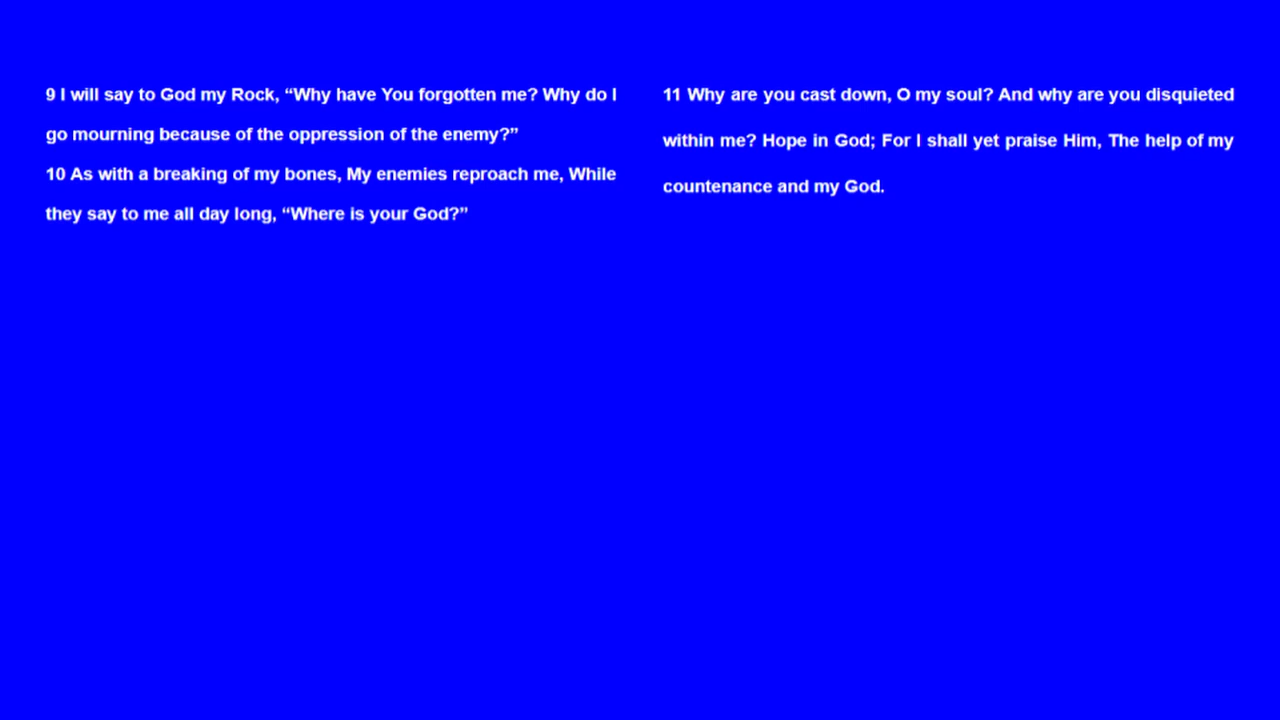 9 I will say to God my Rock, “Why have You forgotten me? Why do I
go mourning because of the oppression of the enemy?”
10 As with a breaking of my bones, My enemies reproach me, While
they say to me all day long, “Where is your God?”
11 Why are you cast down, O my soul? And why are you disquieted
within me? Hope in God; For I shall yet praise Him, The help of my
countenance and my God.